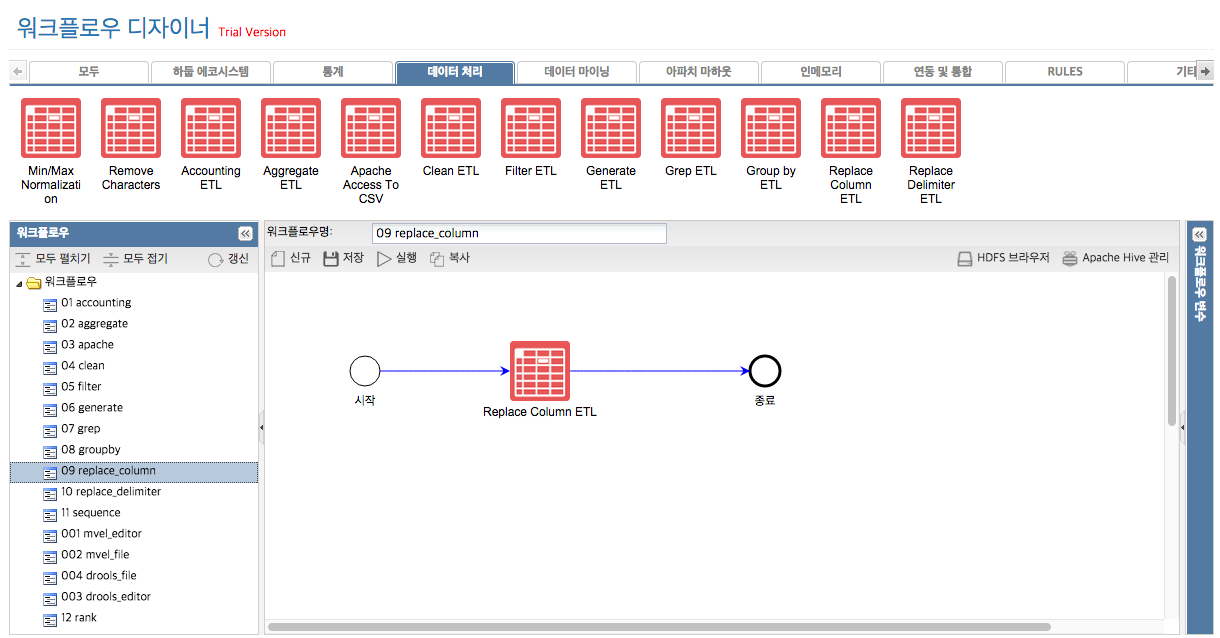 워크플로우 디자이너 Trial Version
모두 하둡 에코시스템 통계 데이터 처리 데이터 마이닝 아파치 마하웃 인메모리 연동 및 통합 RULES 기타
Min/Max Remove Accounting Aggregate Apache Clean ETL Filter ETL Generate Grep ETL Group by Replace Replace
Normalizati Characters ETL ETL Access To ETL ETL Column Delimiter
on CSV ETL ETL
워크플로우
모두 펼치기 모두 접기 갱신
워크플로우
01 accounting
02 aggregate
03 apache
04 clean
05 filter
06 generate
07 grep
08 groupby
09 replace_column
10 replace_delimiter
11 sequence
001 mvel_editor
002 mvel_file
004 drools_file
003 drools_editor
12 rank
워크플로우명: 09 replace_column
신규 저장 실행 복사 HDFS 브라우저 Apache Hive 관리
시작
Replace Column ETL
종료
워크플로우 변수